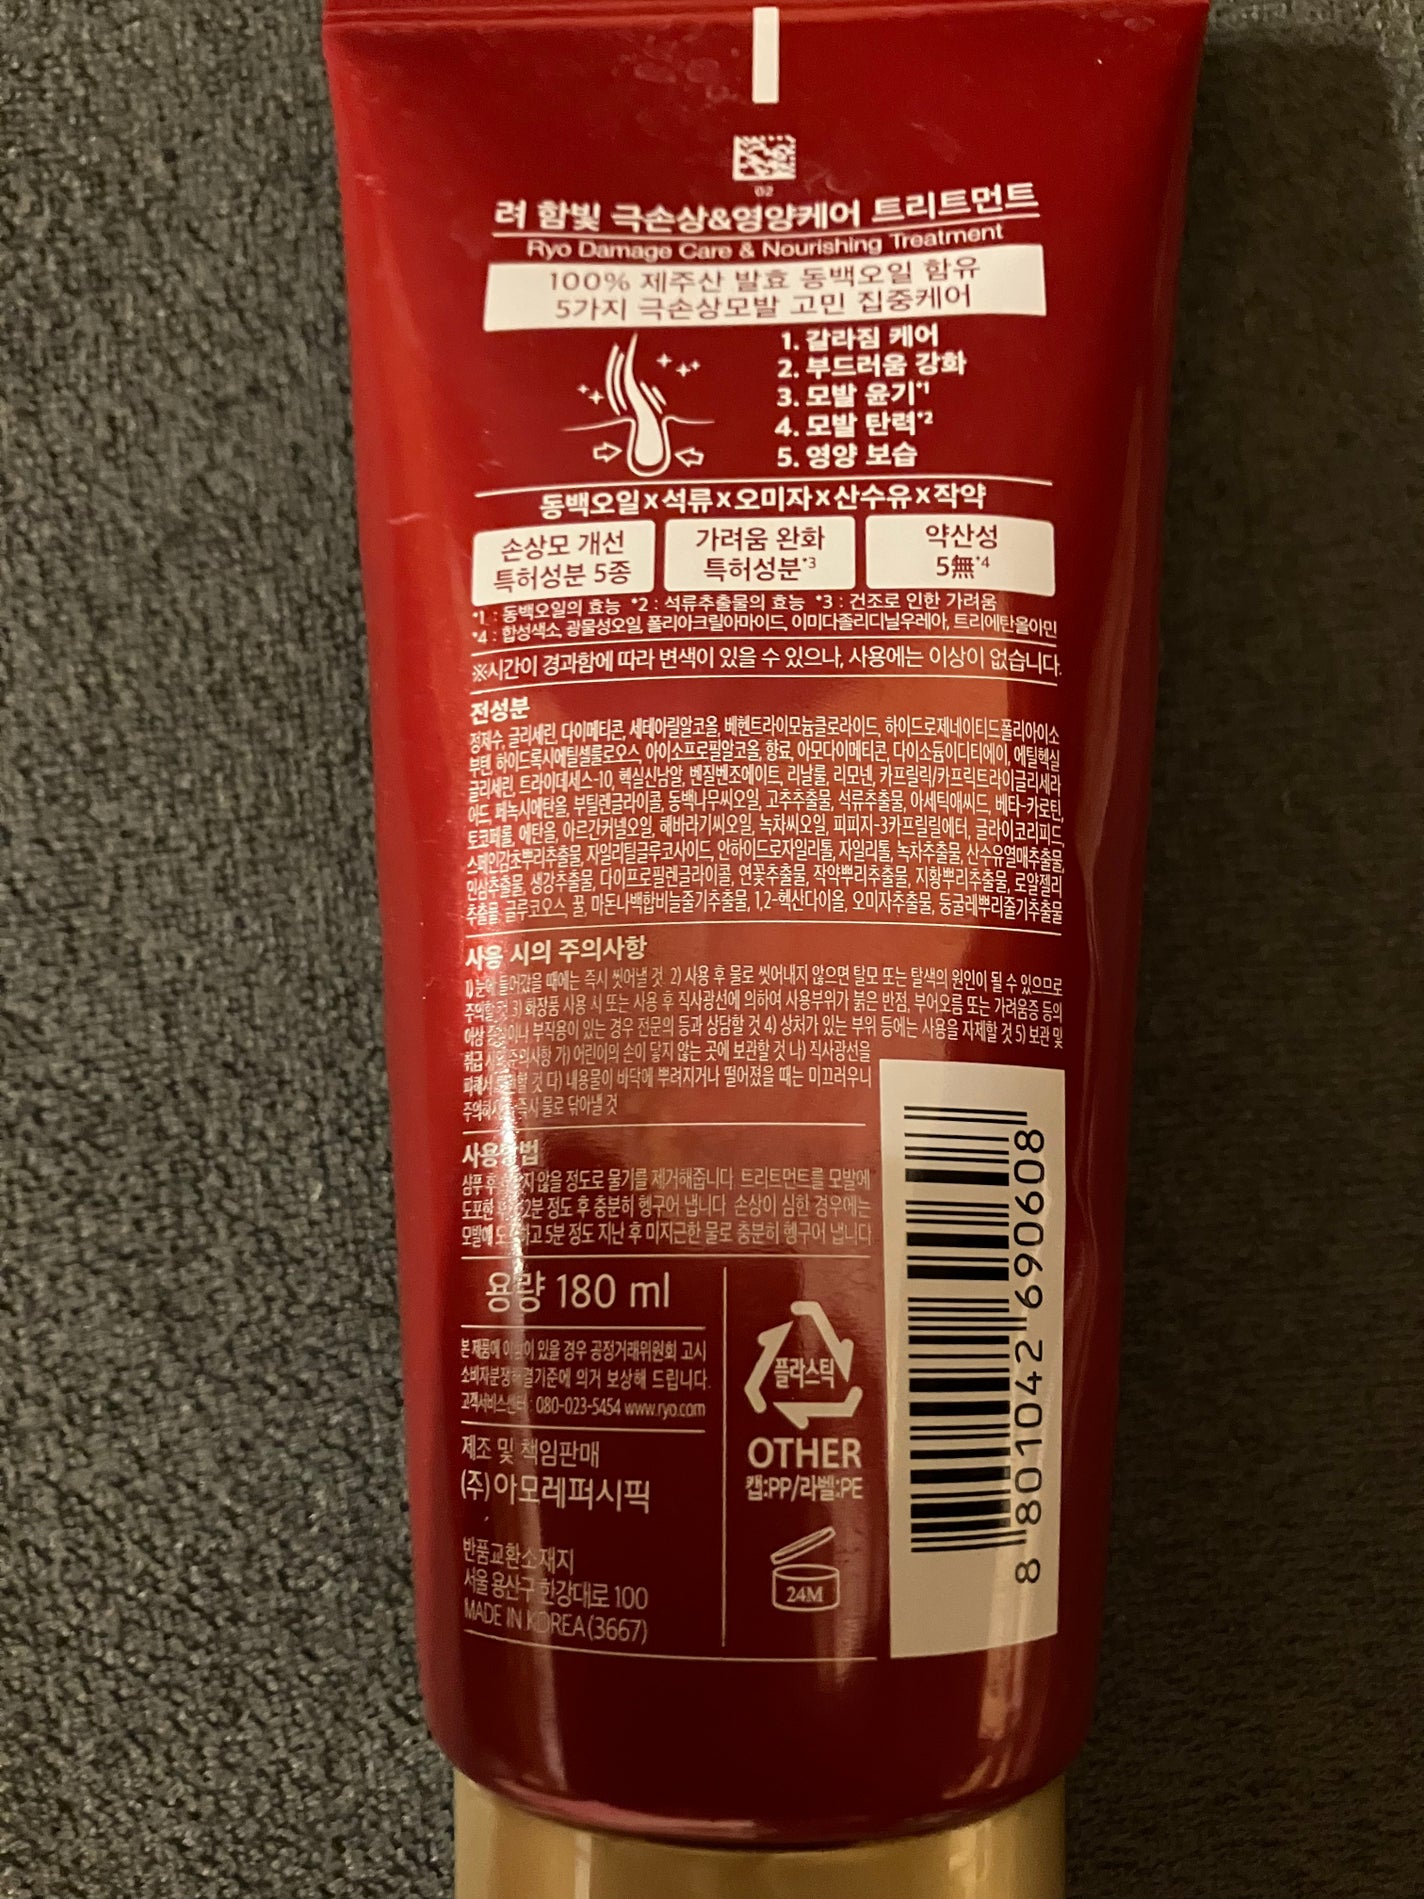 02
려 함빛 극손상&영양케어 트리트먼트
Ryo Damage Care & Nourishing Treatment
100% 제주산 발효 동백오일 함유
5가지 극손상모발 고민 집중케어
1. 갈라짐 케어
2. 부드러움 강화
3. 모발 윤기*1
4. 모발 탄력*2
5. 영양 보습
동백오일x석류x오미자x산수유x작약
손상모 개선
특허성분 5종
가려움 완화
특허성분*3
약산성
5無*4
*1 : 동백오일의 효능 *2 : 석류추출물의 효능 *3 : 건조로 인한 가려움
*4 : 합성색소, 광물성오일, 폴리아크릴아마이드, 이미다졸리디닐우레아, 트리에탄올아민
※시간이 경과함에 따라 변색이 있을 수 있으나, 사용에는 이상이 없습니다.
전성분
정제수, 글리세린, 다이메티콘, 세테아릴알코올, 베헨트라이모늄클로라이드, 하이드로제네이티드폴리아이소
부텐, 하이드록시에틸셀룰로오스, 아이소프로필알코올, 향료, 아모다이메티콘, 다이소듐이디티에이, 에틸헥실
글리세린, 트라이데세스-10, 헥실신남알, 벤질벤조에이트, 리날룰, 리모넨, 카프릴릭/카프릭트라이글리세라
이드, 페녹시에탄올, 부틸렌글라이콜, 동백나무씨오일, 고추추출물, 석류추출물, 아세틱애씨드, 베타-카로틴,
토코페롤, 에탄올, 아르간커넬오일, 해바라기씨오일, 녹차씨오일, 피피지-3카프릴릴에터, 글라이코리피드,
스페인감초뿌리추출물, 자일리틸글루코사이드, 안하이드로자일리톨, 자일리톨, 녹차추출물, 산수유열매추출물,
인삼추출물, 생강추출물, 다이프로필렌글라이콜, 연꽃추출물, 작약뿌리추출물, 지황뿌리추출물, 로얄젤리
추출물, 글루코오스, 꿀, 마돈나백합비늘줄기추출물, 1,2-헥산다이올, 오미자추출물, 둥굴레뿌리줄기추출물
사용 시의 주의사항
1) 눈에 들어갔을 때에는 즉시 씻어낼 것 2) 사용 후 물로 씻어내지 않으면 탈모 또는 탈색의 원인이 될 수 있으므로
주의할 것 3) 화장품 사용 시 또는 사용 후 직사광선에 의하여 사용부위가 붉은 반점, 부어오름 또는 가려움증 등의
이상 증상이나 부작용이 있는 경우 전문의 등과 상담할 것 4) 상처가 있는 부위 등에는 사용을 자제할 것 5) 보관 및
취급 시의 주의사항 가) 어린이의 손이 닿지 않는 곳에 보관할 것 나) 직사광선을
피해서 보관할 것 다) 내용물이 바닥에 뿌려지거나 떨어졌을 때는 미끄러우니
즉시 물로 닦아낼 것
사용방법
샴푸 후 않을 정도로 물기를 제거해줍니다 트리트먼트를 모발에
도포한 2분 정도 후 충분히 헹구어 냅니다 손상이 심한 경우에는
모발에 도포하고 5분 정도 지난 후 미지근한 물로 충분히 헹구어 냅니다
용량 180 ml
본 제품에 이상이 있을 경우 공정거래위원회 고시
소비자분쟁해결기준에 의거 보상해 드립니다.
고객서비스센터 : 080-023-5454 www.ryo.com
제조 및 책임판매
(주)아모레퍼시픽
반품교환소재지
서울 용산구 한강대로 100
MADE IN KOREA (3667)
플라스틱
OTHER
캡:PP/라벨:PE
24M
8 801042 690608